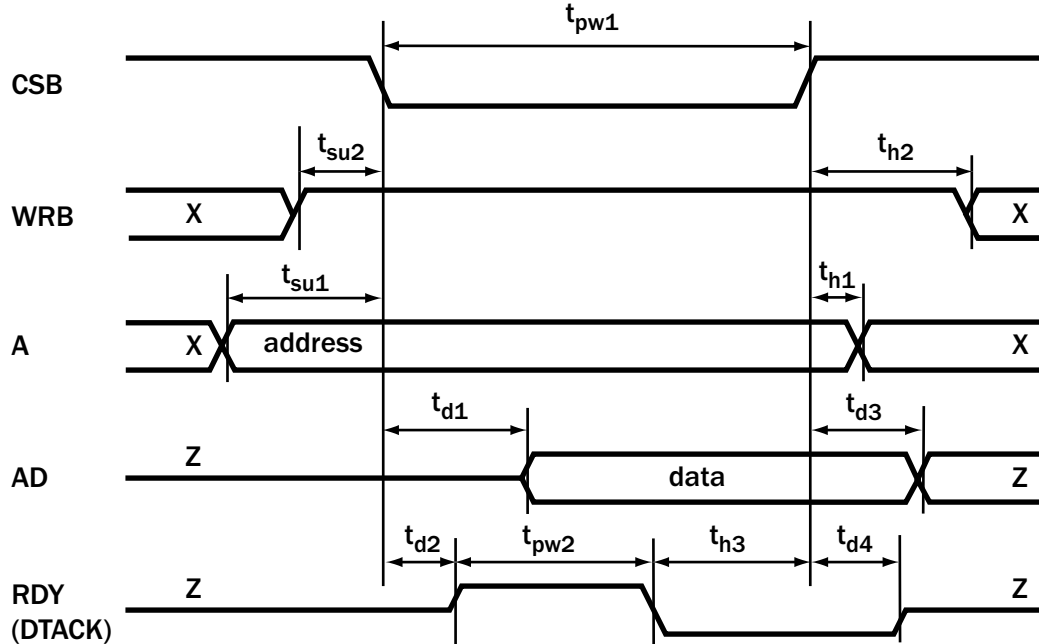 t_pw1
CSB
t_su2
t_h2
WRB
X
X
t_su1
t_h1
A
X
address
X
t_d1
t_d3
AD
Z
data
Z
t_d2
t_pw2
t_h3
t_d4
RDY
(DTACK)
Z
Z